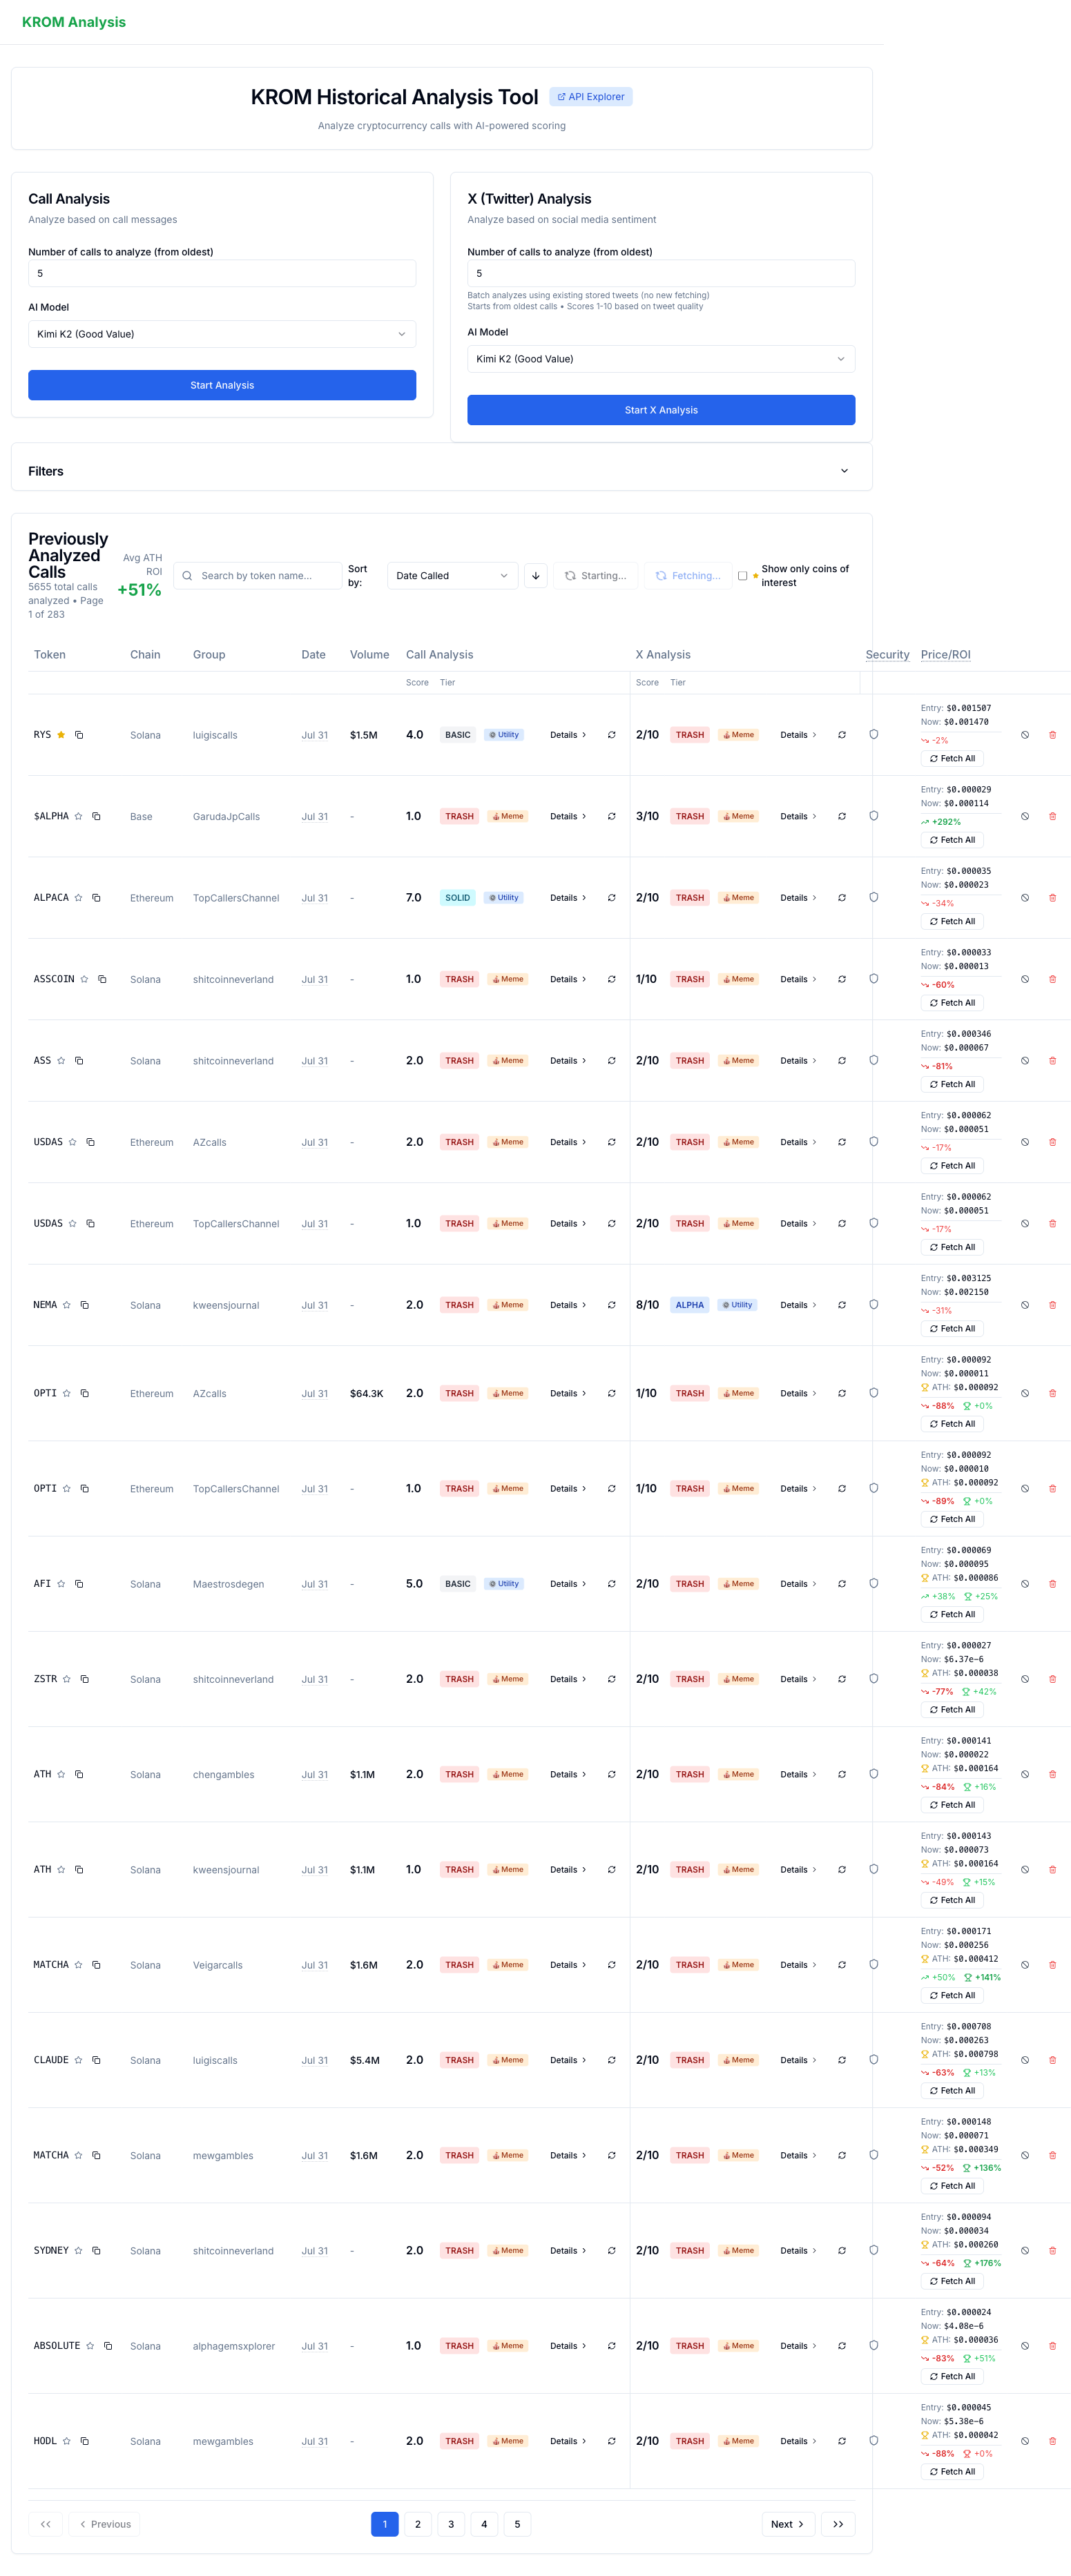 KROM Analysis
KROM Historical Analysis Tool
API Explorer
Analyze cryptocurrency calls with AI-powered scoring
Call Analysis
Analyze based on call messages
Number of calls to analyze (from oldest)
5
AI Model
Kimi K2 (Good Value)
Start Analysis
X (Twitter) Analysis
Analyze based on social media sentiment
Number of calls to analyze (from oldest)
5
Batch analyzes using existing stored tweets (no new fetching)
Starts from oldest calls • Scores 1-10 based on tweet quality
AI Model
Kimi K2 (Good Value)
Start X Analysis
Filters
Previously
Analyzed
Calls
5655 total calls
analyzed • Page
1 of 283
Avg ATH
ROI
+51%
Search by token name...
Sort
by:
Date Called
Starting...
Fetching...
Show only coins of
interest
Token Chain Group Date Volume Call Analysis X Analysis Security Price/ROI
Score Tier Score Tier
RYS Solana luigiscalls Jul 31 $1.5M 4.0 BASIC Utility Details 2/10 TRASH Meme Details
Entry: $0.001507
Now: $0.001470
-2%
Fetch All
$ALPHA Base GarudaJpCalls Jul 31 - 1.0 TRASH Meme Details 3/10 TRASH Meme Details
Entry: $0.000029
Now: $0.000114
+292%
Fetch All
ALPACA Ethereum TopCallersChannel Jul 31 - 7.0 SOLID Utility Details 2/10 TRASH Meme Details
Entry: $0.000035
Now: $0.000023
-34%
Fetch All
ASSCOIN Solana shitcoinneverland Jul 31 - 1.0 TRASH Meme Details 1/10 TRASH Meme Details
Entry: $0.000033
Now: $0.000013
-60%
Fetch All
ASS Solana shitcoinneverland Jul 31 - 2.0 TRASH Meme Details 2/10 TRASH Meme Details
Entry: $0.000346
Now: $0.000067
-81%
Fetch All
USDAS Ethereum AZcalls Jul 31 - 2.0 TRASH Meme Details 2/10 TRASH Meme Details
Entry: $0.000062
Now: $0.000051
-17%
Fetch All
USDAS Ethereum TopCallersChannel Jul 31 - 1.0 TRASH Meme Details 2/10 TRASH Meme Details
Entry: $0.000062
Now: $0.000051
-17%
Fetch All
NEMA Solana kweensjournal Jul 31 - 2.0 TRASH Meme Details 8/10 ALPHA Utility Details
Entry: $0.003125
Now: $0.002150
-31%
Fetch All
OPTI Ethereum AZcalls Jul 31 $64.3K 2.0 TRASH Meme Details 1/10 TRASH Meme Details
Entry: $0.000092
Now: $0.000011
ATH: $0.000092
-88% +0%
Fetch All
OPTI Ethereum TopCallersChannel Jul 31 - 1.0 TRASH Meme Details 1/10 TRASH Meme Details
Entry: $0.000092
Now: $0.000010
ATH: $0.000092
-89% +0%
Fetch All
AFI Solana Maestrosdegen Jul 31 - 5.0 BASIC Utility Details 2/10 TRASH Meme Details
Entry: $0.000069
Now: $0.000095
ATH: $0.000086
+38% +25%
Fetch All
ZSTR Solana shitcoinneverland Jul 31 - 2.0 TRASH Meme Details 2/10 TRASH Meme Details
Entry: $0.000027
Now: $6.37e-6
ATH: $0.000038
-77% +42%
Fetch All
ATH Solana chengambles Jul 31 $1.1M 2.0 TRASH Meme Details 2/10 TRASH Meme Details
Entry: $0.000141
Now: $0.000022
ATH: $0.000164
-84% +16%
Fetch All
ATH Solana kweensjournal Jul 31 $1.1M 1.0 TRASH Meme Details 2/10 TRASH Meme Details
Entry: $0.000143
Now: $0.000073
ATH: $0.000164
-49% +15%
Fetch All
MATCHA Solana Veigarcalls Jul 31 $1.6M 2.0 TRASH Meme Details 2/10 TRASH Meme Details
Entry: $0.000171
Now: $0.000256
ATH: $0.000412
+50% +141%
Fetch All
CLAUDE Solana luigiscalls Jul 31 $5.4M 2.0 TRASH Meme Details 2/10 TRASH Meme Details
Entry: $0.000708
Now: $0.000263
ATH: $0.000798
-63% +13%
Fetch All
MATCHA Solana mewgambles Jul 31 $1.6M 2.0 TRASH Meme Details 2/10 TRASH Meme Details
Entry: $0.000148
Now: $0.000071
ATH: $0.000349
-52% +136%
Fetch All
SYDNEY Solana shitcoinneverland Jul 31 - 2.0 TRASH Meme Details 2/10 TRASH Meme Details
Entry: $0.000094
Now: $0.000034
ATH: $0.000260
-64% +176%
Fetch All
ABSOLUTE Solana alphagemsxplorer Jul 31 - 1.0 TRASH Meme Details 2/10 TRASH Meme Details
Entry: $0.000024
Now: $4.08e-6
ATH: $0.000036
-83% +51%
Fetch All
HODL Solana mewgambles Jul 31 - 2.0 TRASH Meme Details 2/10 TRASH Meme Details
Entry: $0.000045
Now: $5.38e-6
ATH: $0.000042
-88% +0%
Fetch All
Previous 1 2 3 4 5 Next